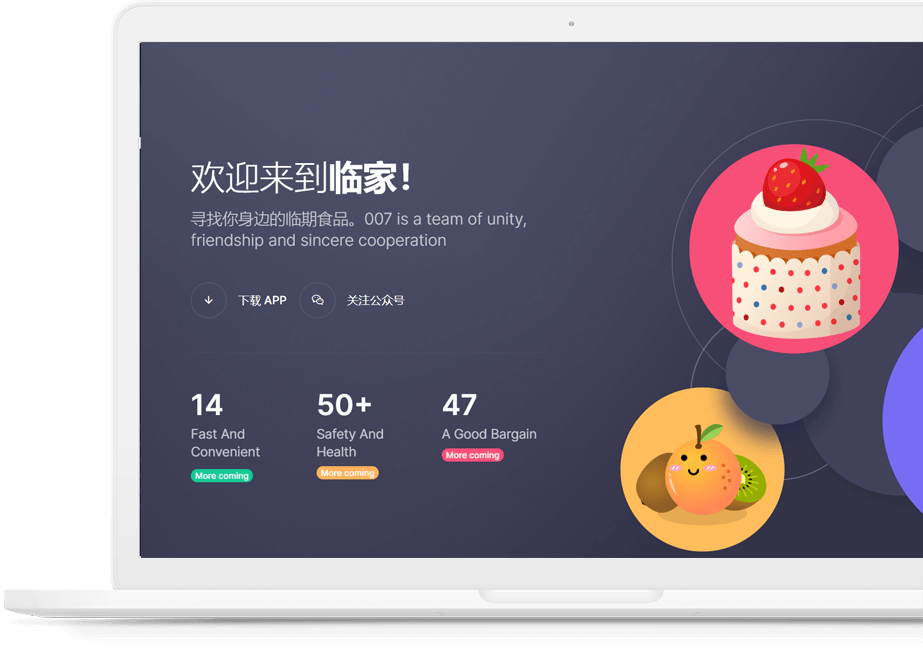 欢迎来到临家！
寻找你身边的临期食品。007 is a team of unity,
friendship and sincere cooperation
下载 APP
关注公众号
14
Fast And
Convenient
More coming
50+
Safety And
Health
More coming
47
A Good Bargain
More coming